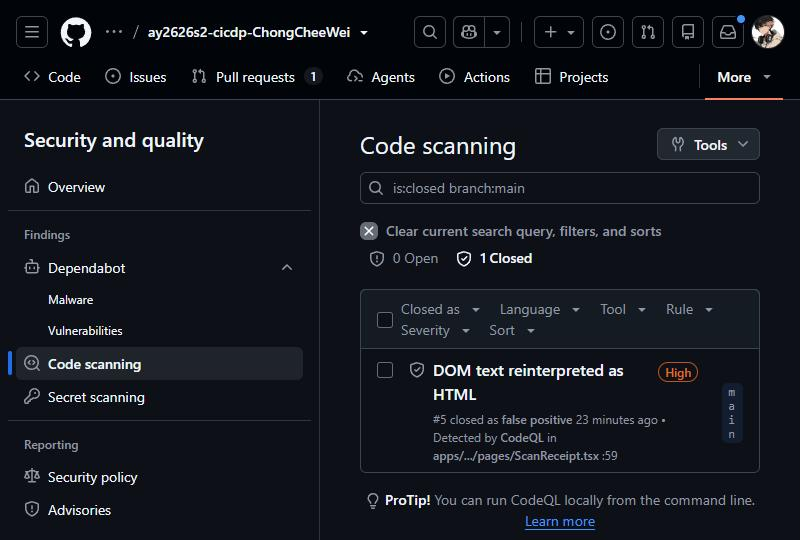 ··· / ay2626s2-cicdp-ChongCheeWei
Code Issues Pull requests 1 Agents Actions Projects More
Security and quality
Overview
Findings
Dependabot
Malware
Vulnerabilities
Code scanning
Secret scanning
Reporting
Security policy
Advisories
Code scanning
Tools
is:closed branch:main
Clear current search query, filters, and sorts
0 Open 1 Closed
Closed as Language Tool Rule
Severity Sort
DOM text reinterpreted as High
HTML
#5 closed as false positive 23 minutes ago •
Detected by CodeQL in
apps/.../pages/ScanReceipt.tsx :59
main
ProTip! You can run CodeQL locally from the command line.
Learn more